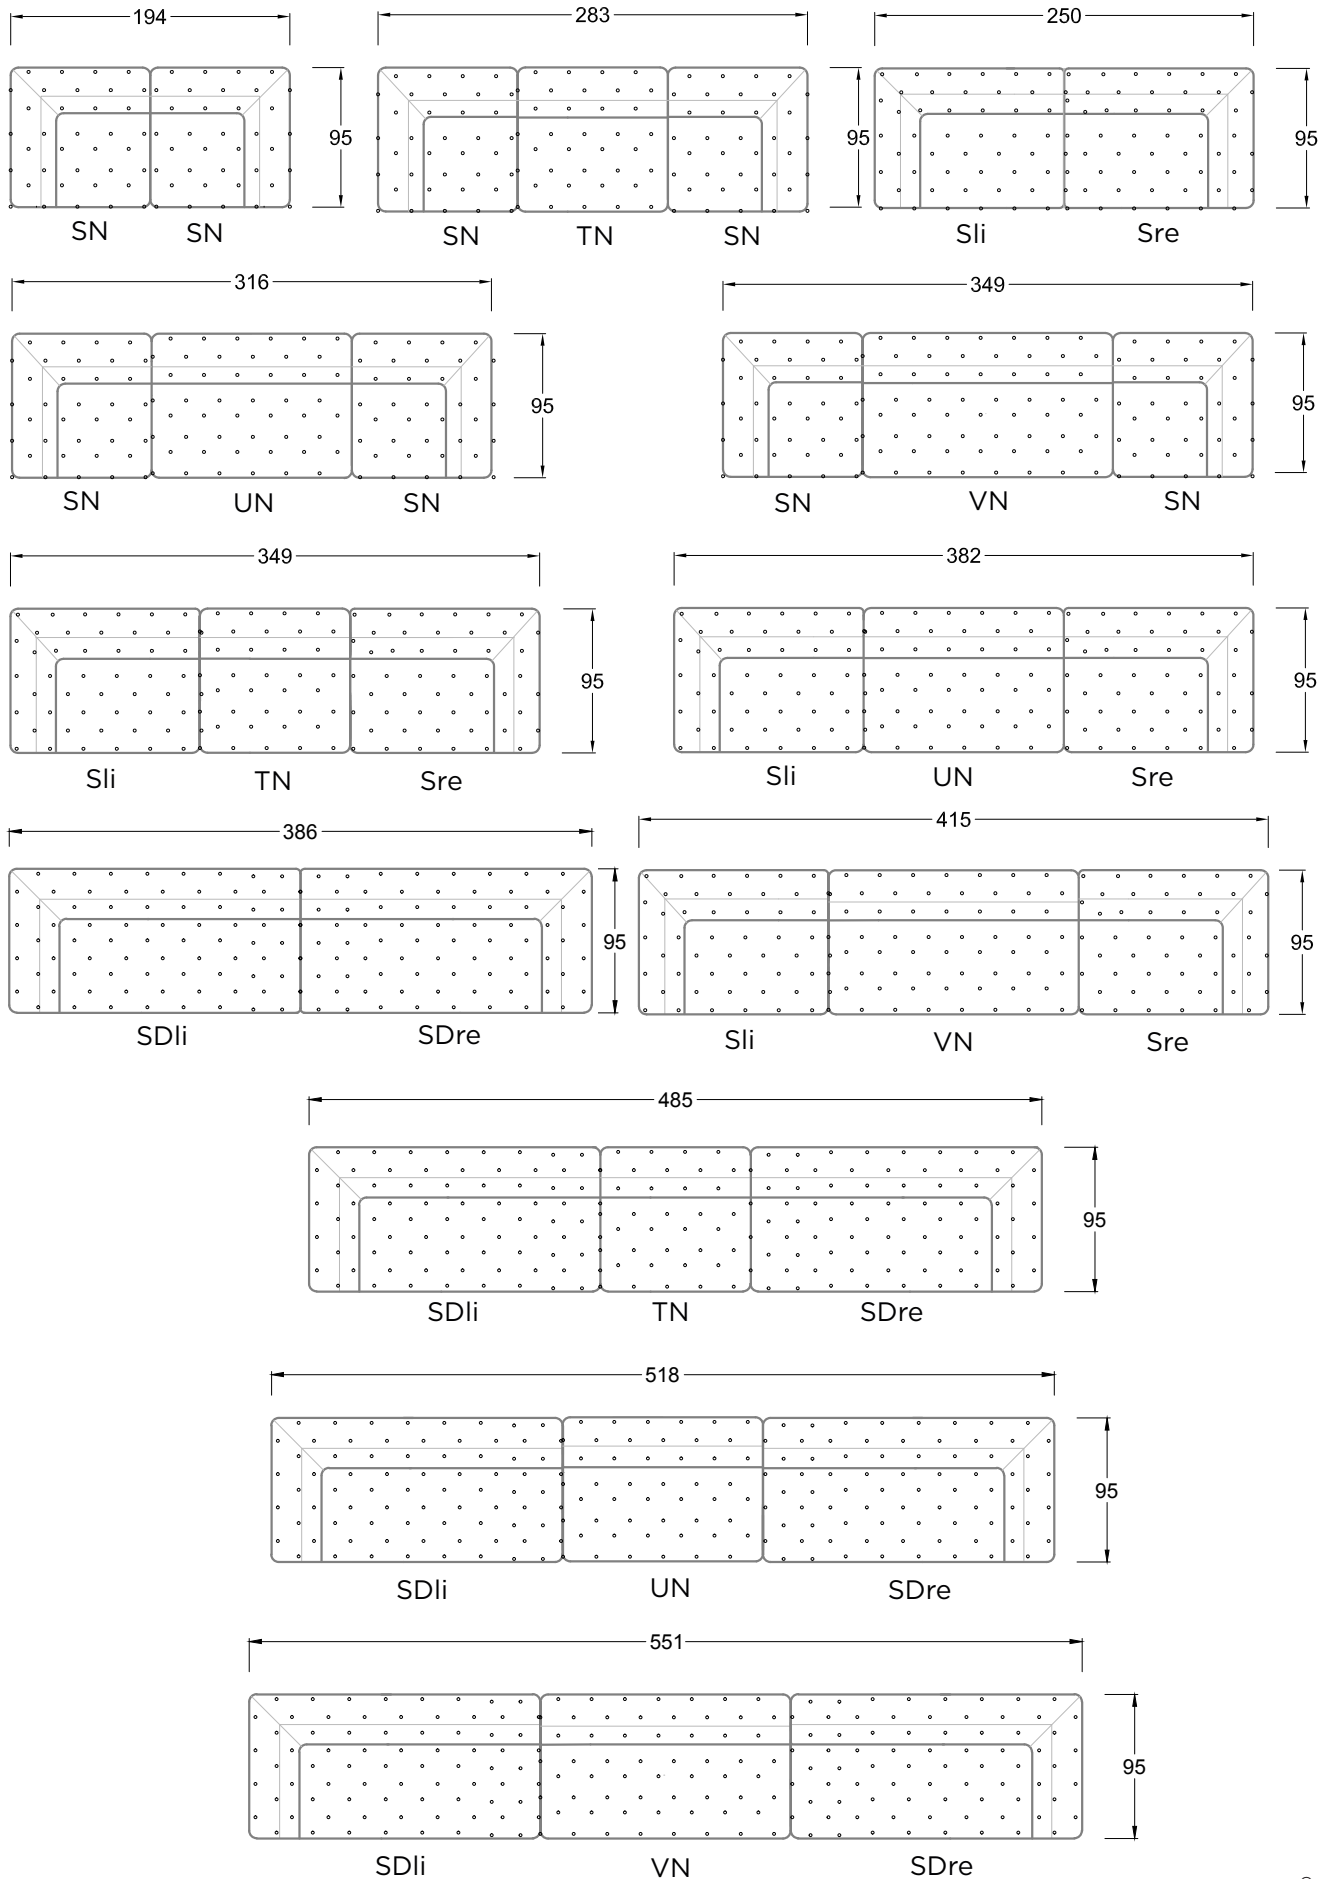 194
283
250
95
95
95
SN SN
SN TN SN
Sli Sre
316
349
95
95
SN UN SN
SN VN SN
349
382
95
95
Sli TN Sre
Sli UN Sre
386
415
95
95
SDli SDre
Sli VN Sre
485
95
SDli TN SDre
518
95
SDli UN SDre
551
95
SDli VN SDre